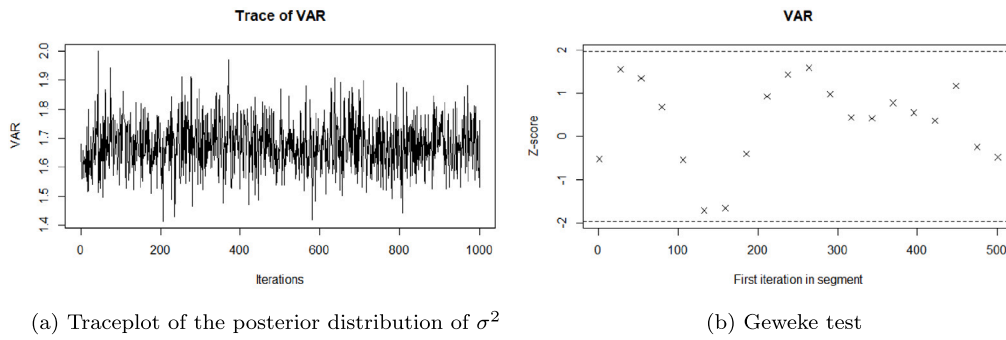 Trace of VAR
VAR
2.0
1.9
1.8
1.7
1.6
1.5
1.4
0 200 400 600 800 1000
Iterations
(a) Traceplot of the posterior distribution of σ²
VAR
Z-score
2
1
0
-1
-2
0 100 200 300 400 500
First iteration in segment
(b) Geweke test